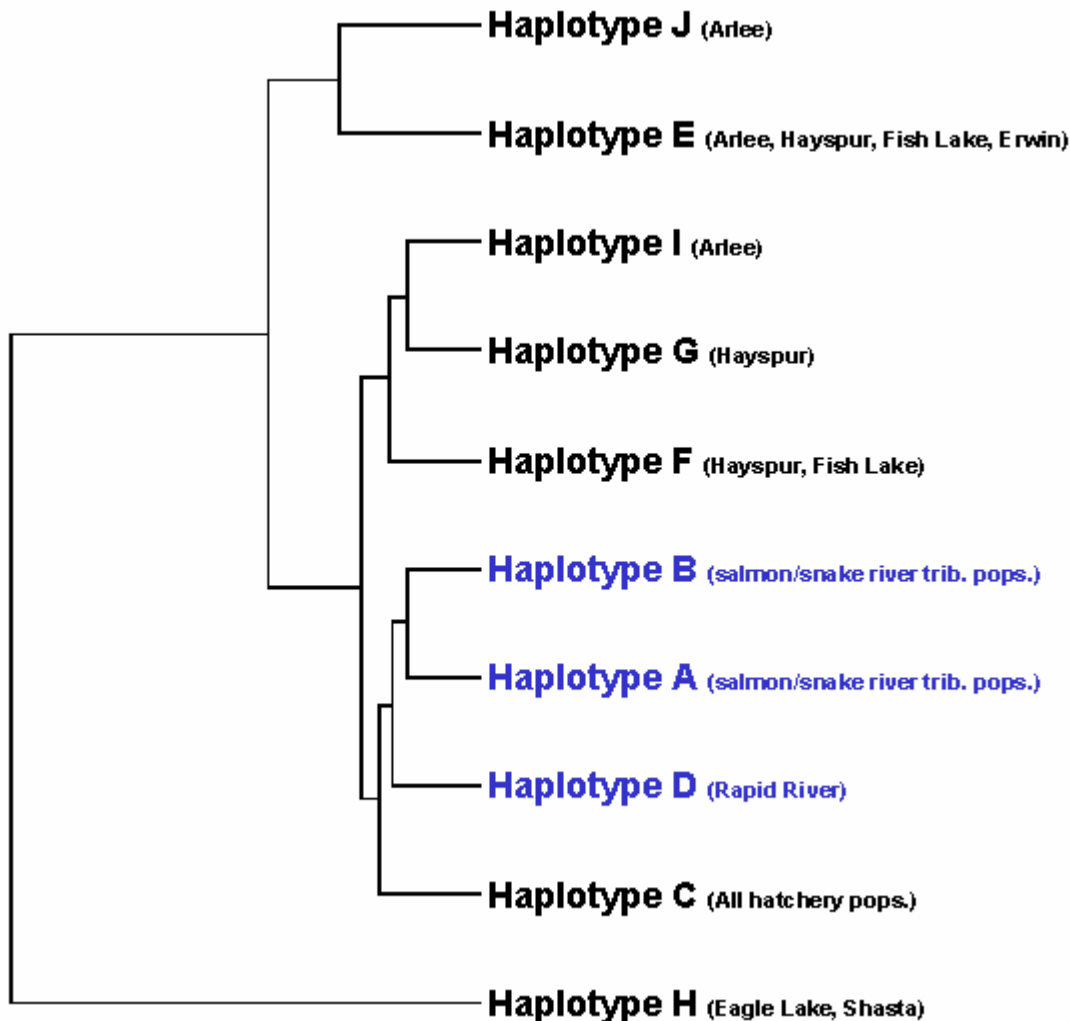 Haplotype J (Arlee)
Haplotype E (Arlee, Hayspur, Fish Lake, Erwin)
Haplotype I (Arlee)
Haplotype G (Hayspur)
Haplotype F (Hayspur, Fish Lake)
Haplotype B (salmon/snake river trib. pops.)
Haplotype A (salmon/snake river trib. pops.)
Haplotype D (Rapid River)
Haplotype C (All hatchery pops.)
Haplotype H (Eagle Lake, Shasta)